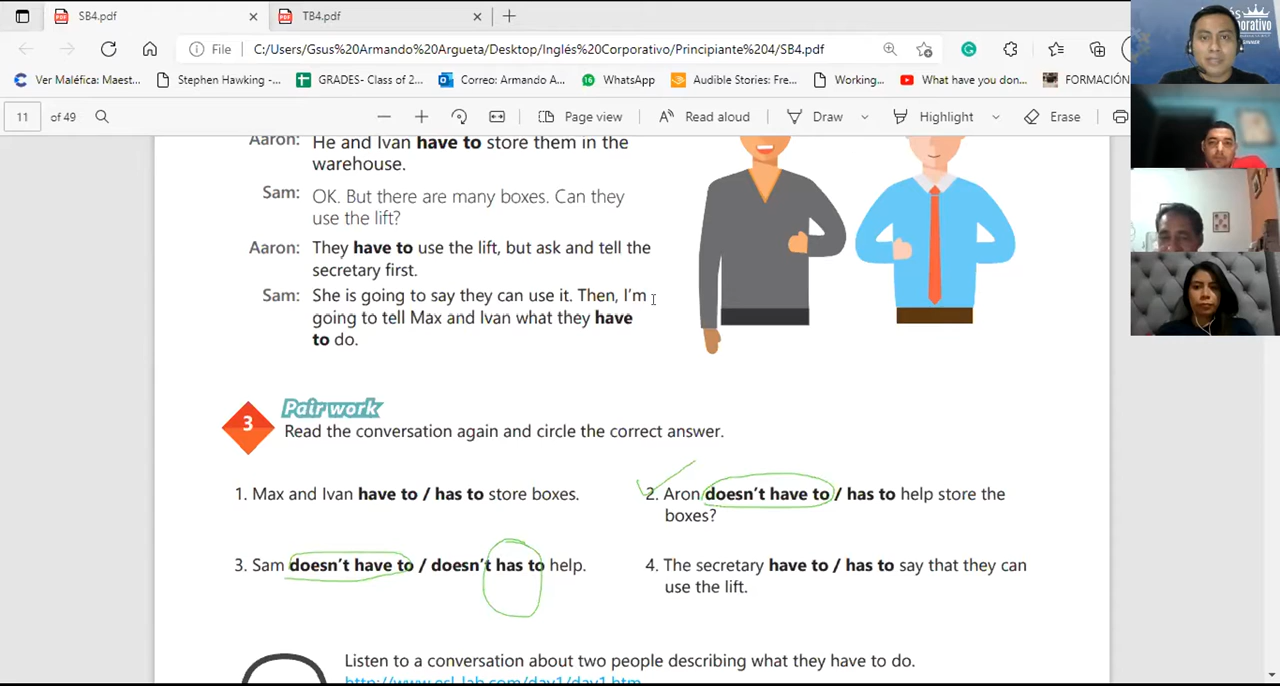 SB4.pdf
TB4.pdf
File C:/Users/Gsus%20Armando%20Argueta/Desktop/Inglés%20Corporativo/Principiante%204/SB4.pdf
Ver Maléfica: Maest... Stephen Hawking -... GRADES- Class of 2... Correo: Armando A... WhatsApp Audible Stories: Fre... Working... What have you don... FORMACIÓN
11 of 49 Page view Read aloud Draw Highlight Erase
Aaron: He and Ivan have to store them in the
warehouse.
Sam: OK. But there are many boxes. Can they
use the lift?
Aaron: They have to use the lift, but ask and tell the
secretary first.
Sam: She is going to say they can use it. Then, I'm
going to tell Max and Ivan what they have
to do.
3
Pair work
Read the conversation again and circle the correct answer.
1. Max and Ivan have to / has to store boxes.
2. Aron doesn't have to / has to help store the
boxes?
3. Sam doesn't have to / doesn't has to help.
4. The secretary have to / has to say that they can
use the lift.
Listen to a conversation about two people describing what they have to do.
http://www.esl-lab.com/day1/day1.htm